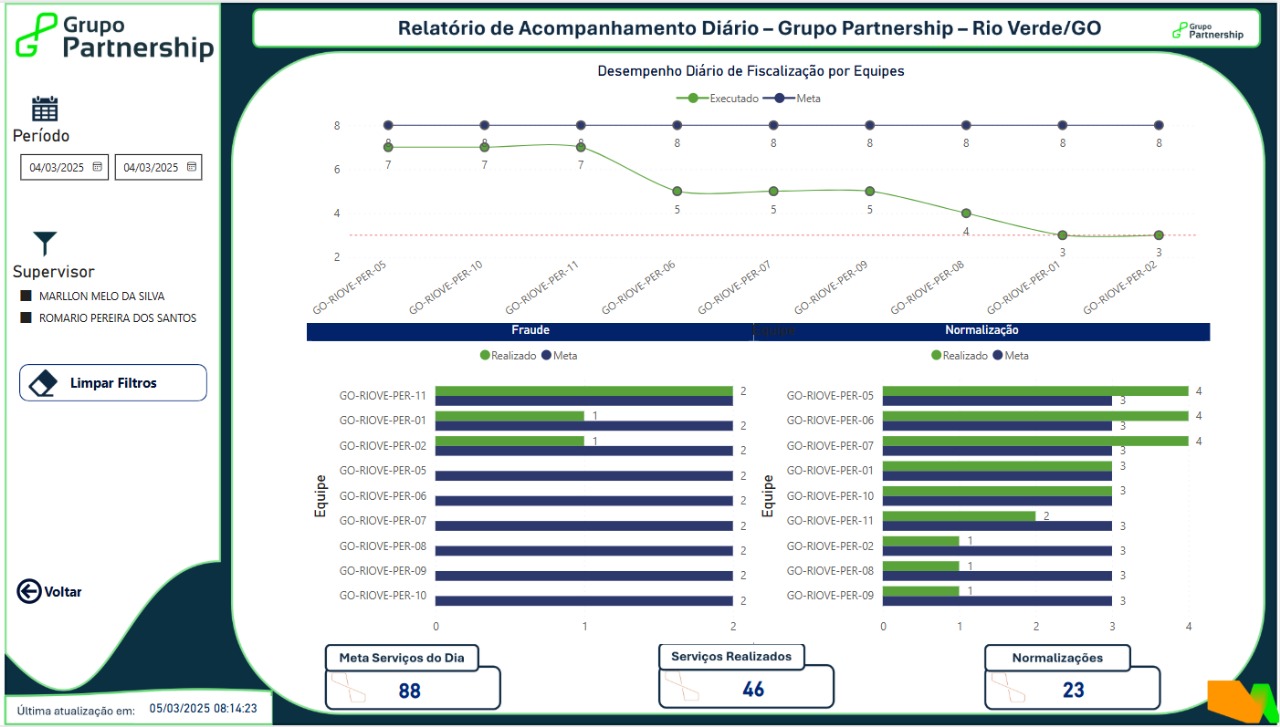 Grupo
Partnership
Relatório de Acompanhamento Diário – Grupo Partnership – Rio Verde/GO
Grupo
Partnership
Período
04/03/2025
04/03/2025
Supervisor
MARLLON MELO DA SILVA
ROMARIO PEREIRA DOS SANTOS
Limpar Filtros
Voltar
Última atualização em: 05/03/2025 08:14:23
Desempenho Diário de Fiscalização por Equipes
Executado Meta
8
6
4
2
8 8 8 8 8 8 8 8 8
7 7 7 5 5 5 4 3 3
GO-RIOVE-PER-05
GO-RIOVE-PER-10
GO-RIOVE-PER-11
GO-RIOVE-PER-06
GO-RIOVE-PER-07
GO-RIOVE-PER-09
GO-RIOVE-PER-08
GO-RIOVE-PER-01
GO-RIOVE-PER-02
Fraude
Realizado Meta
Equipe
GO-RIOVE-PER-11 2
GO-RIOVE-PER-01 1 2
GO-RIOVE-PER-02 1 2
GO-RIOVE-PER-05 2
GO-RIOVE-PER-06 2
GO-RIOVE-PER-07 2
GO-RIOVE-PER-08 2
GO-RIOVE-PER-09 2
GO-RIOVE-PER-10 2
0 1 2
Equipe
Normalização
Realizado Meta
Equipe
GO-RIOVE-PER-05 4 3
GO-RIOVE-PER-06 4 3
GO-RIOVE-PER-07 4 3
GO-RIOVE-PER-01 3
GO-RIOVE-PER-10 3
GO-RIOVE-PER-11 2 3
GO-RIOVE-PER-02 1 3
GO-RIOVE-PER-08 1 3
GO-RIOVE-PER-09 1 3
0 1 2 3 4
Meta Serviços do Dia
88
Serviços Realizados
46
Normalizações
23